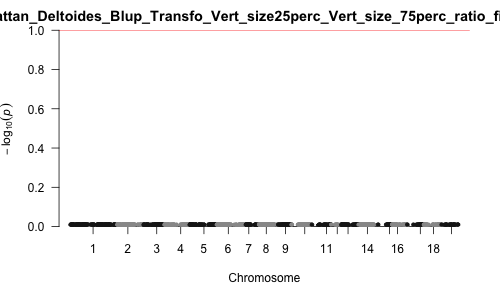 attan_Deltoides_Blup_Transfo_Vert_size25perc_Vert_size_75perc_ratio_fi
1.0
0.8
0.6
0.4
0.2
0.0
− log10(p)
1 2 3 4 5 6 7 8 9 11 14 16 18
Chromosome